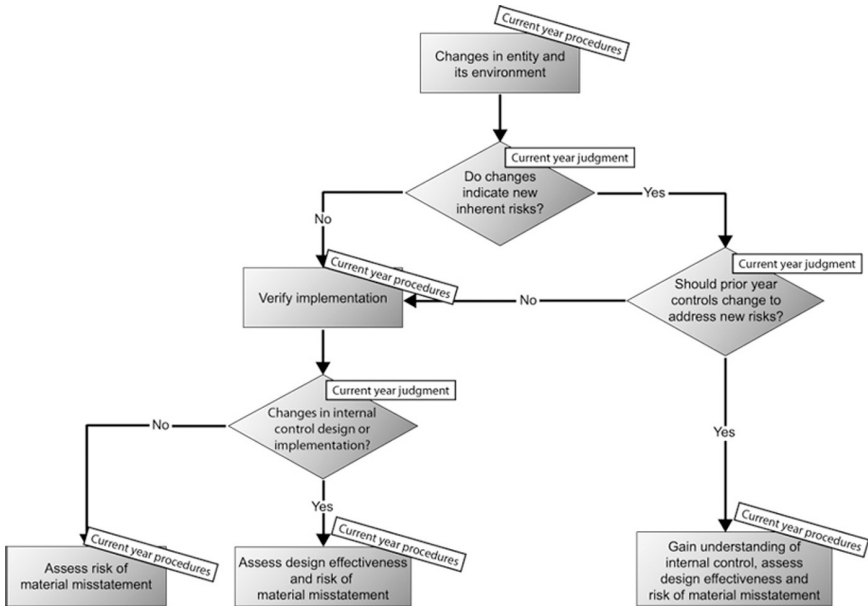 Current year procedures
Changes in entity and
its environment
Current year judgment
Do changes
indicate new
inherent risks?
No
Yes
Current year procedures
Verify implementation
Current year judgment
Should prior year
controls change to
address new risks?
No
Current year judgment
Changes in internal
control design or
implementation?
No
Yes
Yes
Current year procedures
Assess risk of
material misstatement
Current year procedures
Assess design effectiveness
and risk of
material misstatement
Current year procedures
Gain understanding of
internal control, assess
design effectiveness and
risk of material misstatement